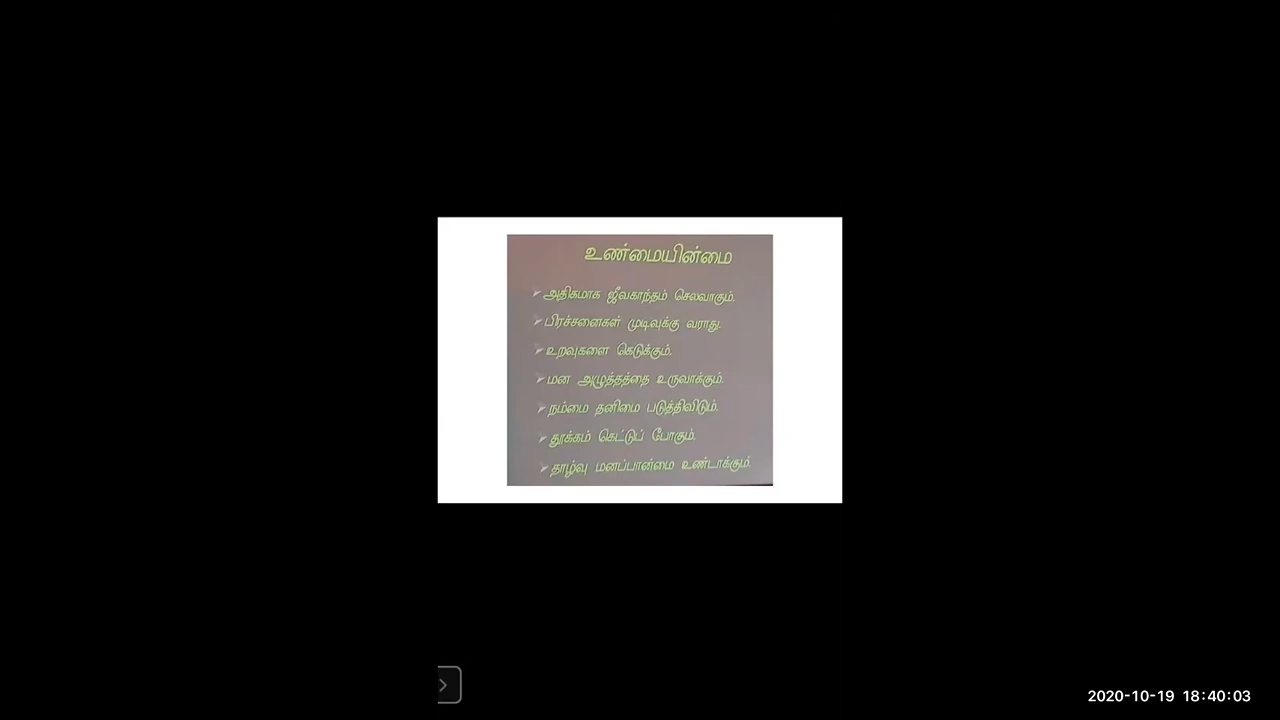 உண்மையின்மை
அதிகமாக ஜீவகாந்தம் செலவாகும்.
பிரச்சனைகள் முடிவுக்கு வராது.
உறவுகளை கெடுக்கும்.
மன அழுத்தத்தை உருவாக்கும்.
நம்மை தனிமை படுத்திவிடும்.
தூக்கம் கெட்டுப் போகும்.
தாழ்வு மனப்பான்மை உண்டாக்கும்.
2020-10-19 18:40:03